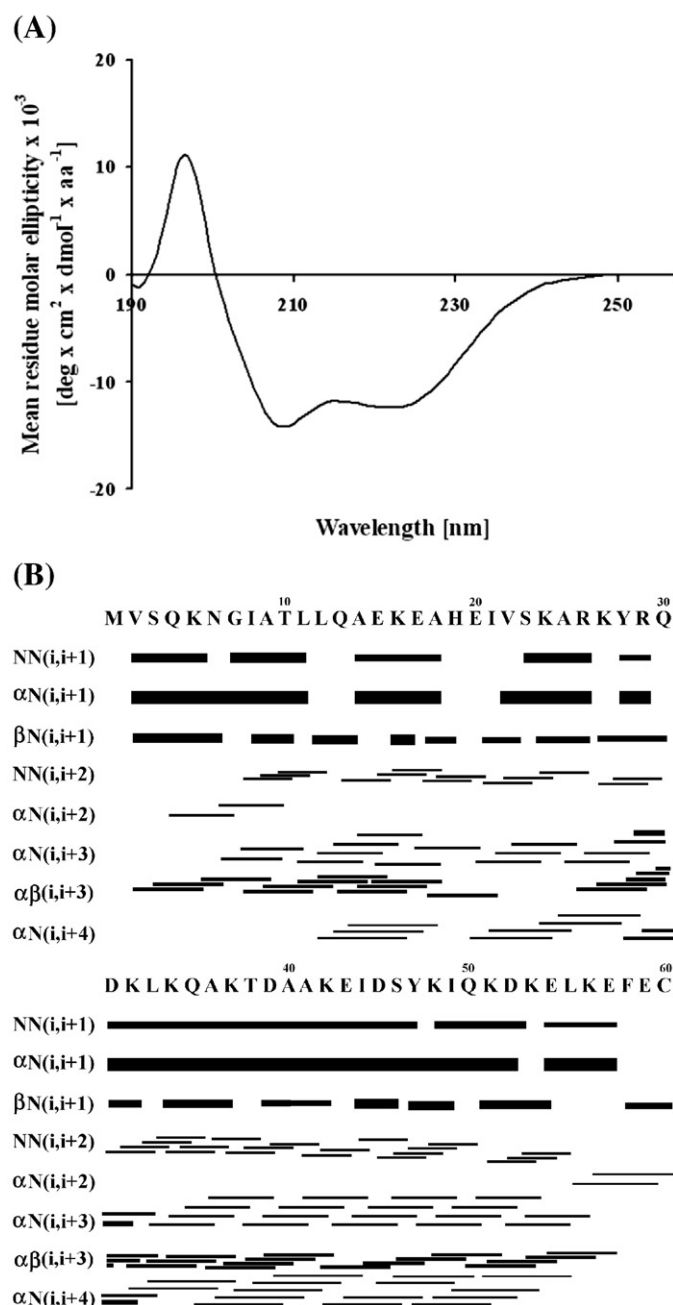 (A)
Mean residue molar ellipticity x 10⁻³
[deg x cm² x dmol⁻¹ x aa⁻¹]
20
10
0
-10
-20
190
210
230
250
Wavelength [nm]
(B)
10 20 30
M V S Q K N G I A T L L Q A E K E A H E I V S K A R K Y R Q
NN(i,i+1)
αN(i,i+1)
βN(i,i+1)
NN(i,i+2)
αN(i,i+2)
αN(i,i+3)
αβ(i,i+3)
αN(i,i+4)
40 50 60
D K L K Q A K T D A A K E I D S Y K I Q K D K E L K E F E C
NN(i,i+1)
αN(i,i+1)
βN(i,i+1)
NN(i,i+2)
αN(i,i+2)
αN(i,i+3)
αβ(i,i+3)
αN(i,i+4)